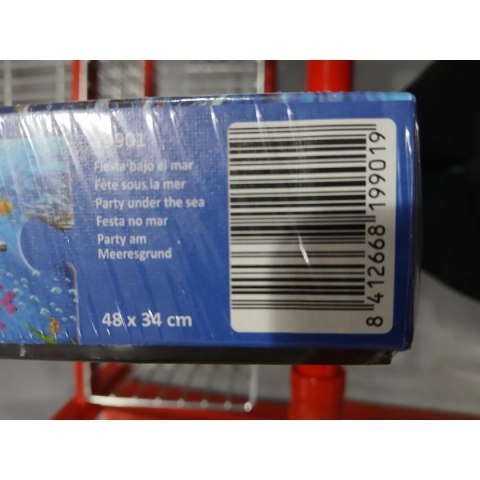 Fiesta bajo el mar
Fête sous la mer
Party under the sea
Festa no mar
Party am
Meeresgrund
48 x 34 cm
8 412668 199019